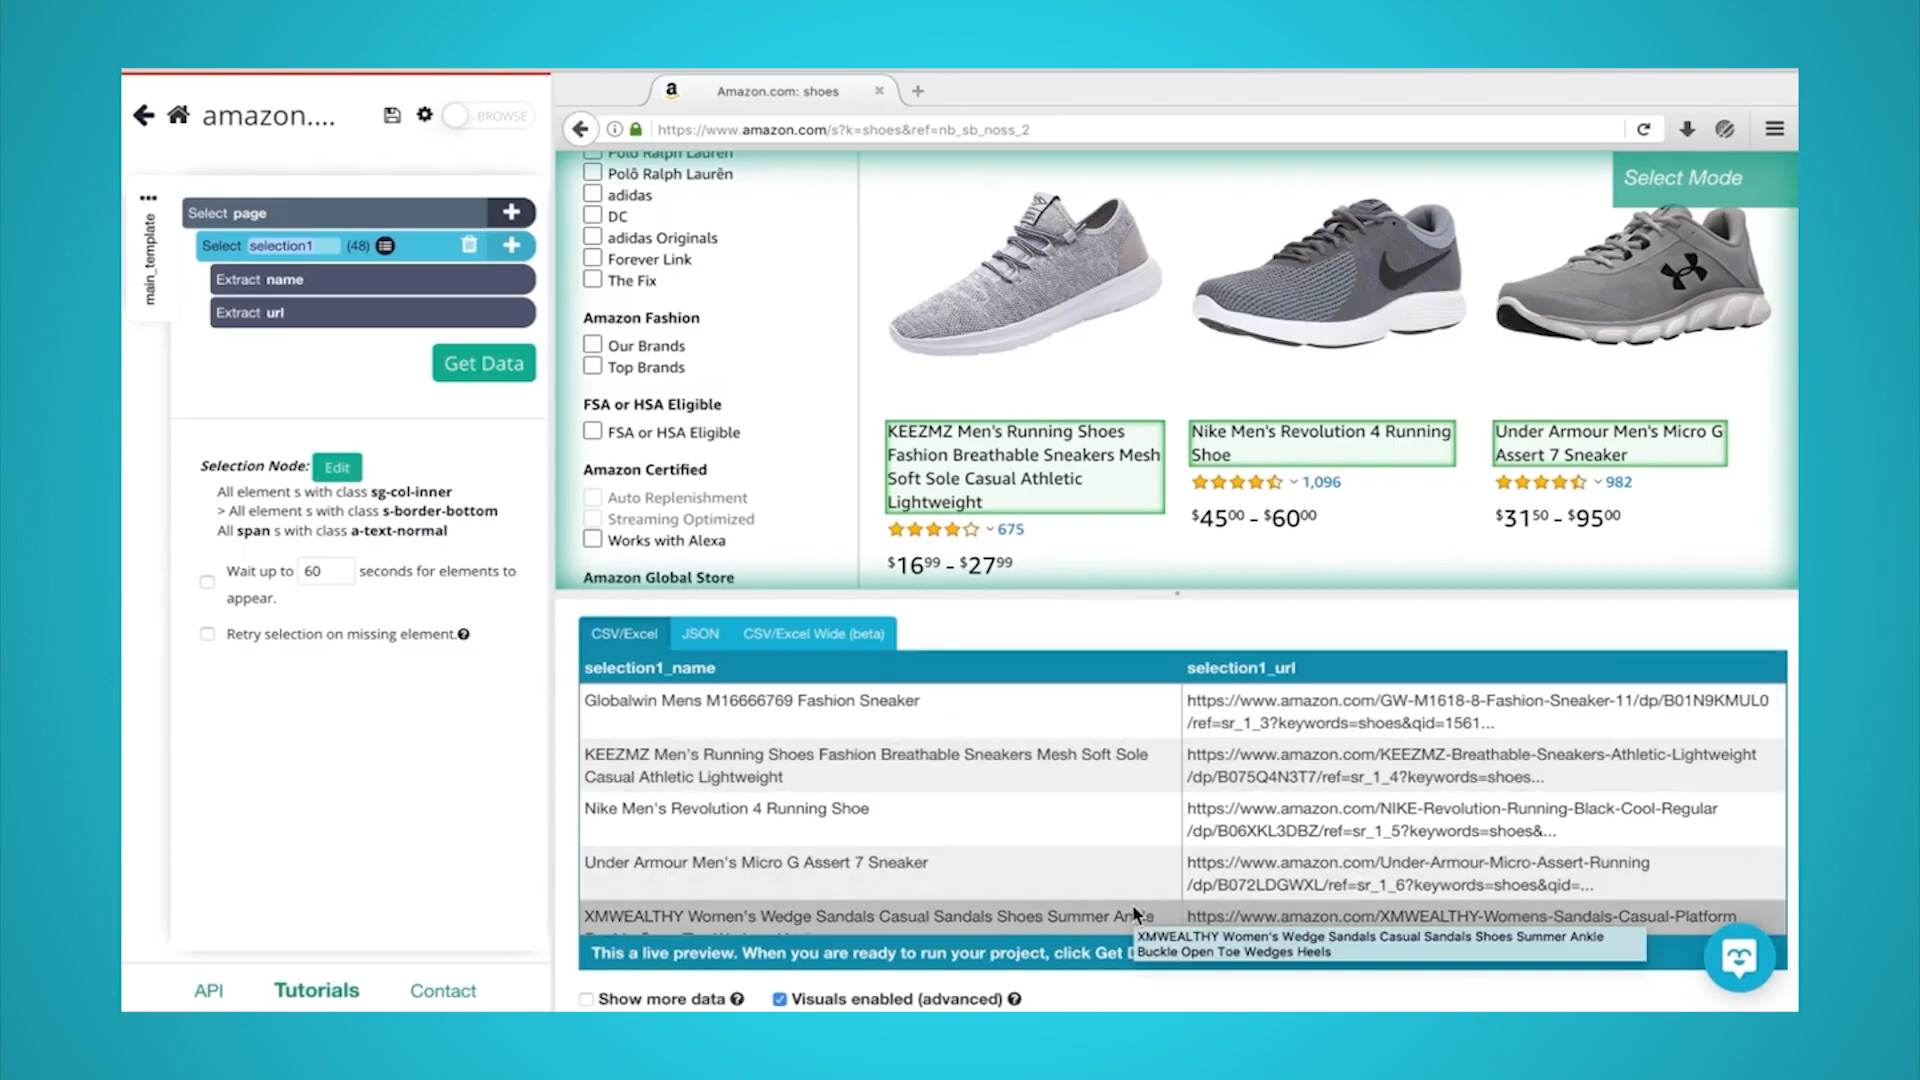 amazon....
BROWSE
main_template
Select page
Select selection1 (48)
Extract name
Extract url
Get Data
Selection Node: Edit
All element s with class sg-col-inner
> All element s with class s-border-bottom
All span s with class a-text-normal
Wait up to 60 seconds for elements to
appear.
Retry selection on missing element.
API
Tutorials
Contact
Amazon.com: shoes
https://www.amazon.com/s?k=shoes&ref=nb_sb_noss_2
Select Mode
Polo Ralph Lauren
Polô Ralph Laurên
adidas
DC
adidas Originals
Forever Link
The Fix
Amazon Fashion
Our Brands
Top Brands
FSA or HSA Eligible
FSA or HSA Eligible
Amazon Certified
Auto Replenishment
Streaming Optimized
Works with Alexa
Amazon Global Store
KEEZMZ Men's Running Shoes
Fashion Breathable Sneakers Mesh
Soft Sole Casual Athletic
Lightweight
675
$1699 - $2799
Nike Men's Revolution 4 Running
Shoe
1,096
$4500 - $6000
Under Armour Men's Micro G
Assert 7 Sneaker
982
$3150 - $9500
CSV/Excel
JSON
CSV/Excel Wide (beta)
selection1_name
selection1_url
Globalwin Mens M16666769 Fashion Sneaker
https://www.amazon.com/GW-M1618-8-Fashion-Sneaker-11/dp/B01N9KMUL0
/ref=sr_1_3?keywords=shoes&qid=1561...
KEEZMZ Men's Running Shoes Fashion Breathable Sneakers Mesh Soft Sole
Casual Athletic Lightweight
https://www.amazon.com/KEEZMZ-Breathable-Sneakers-Athletic-Lightweight
/dp/B075Q4N3T7/ref=sr_1_4?keywords=shoes...
Nike Men's Revolution 4 Running Shoe
https://www.amazon.com/NIKE-Revolution-Running-Black-Cool-Regular
/dp/B06XKL3DBZ/ref=sr_1_5?keywords=shoes&...
Under Armour Men's Micro G Assert 7 Sneaker
https://www.amazon.com/Under-Armour-Micro-Assert-Running
/dp/B072LDGWXL/ref=sr_1_6?keywords=shoes&qid=...
XMWEALTHY Women's Wedge Sandals Casual Sandals Shoes Summer Ankle
https://www.amazon.com/XMWEALTHY-Womens-Sandals-Casual-Platform
XMWEALTHY Women's Wedge Sandals Casual Sandals Shoes Summer Ankle
Buckle Open Toe Wedges Heels
This a live preview. When you are ready to run your project, click Get
Show more data
Visuals enabled (advanced)